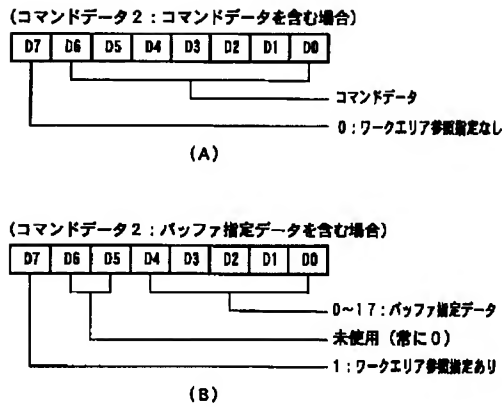 (コマンドデータ2:コマンドデータを含む場合)
D7 D6 D5 D4 D3 D2 D1 D0
コマンドデータ
0:ワークエリア参照指定なし
(A)
(コマンドデータ2:バッファ指定データを含む場合)
D7 D6 D5 D4 D3 D2 D1 D0
0~17:バッファ指定データ
未使用(常に0)
1:ワークエリア参照指定あり
(B)